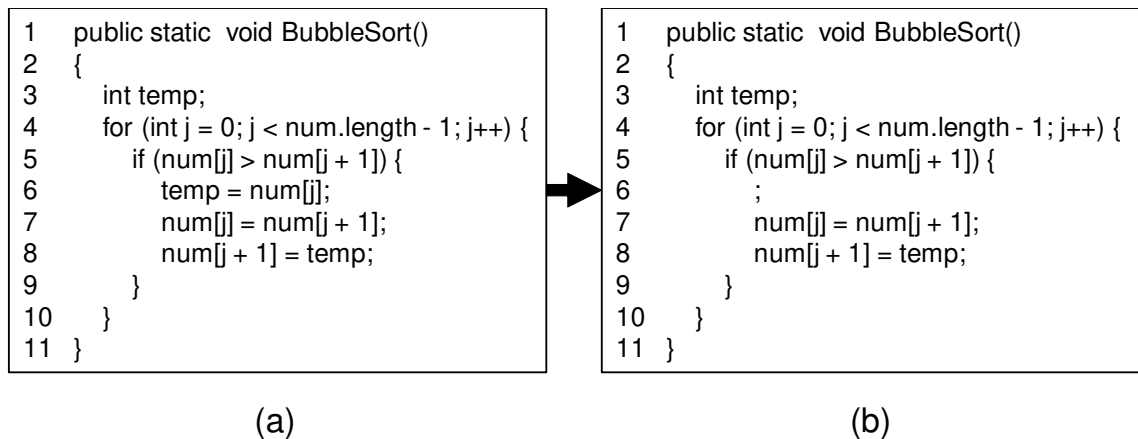 1 public static void BubbleSort()
2 {
3 int temp;
4 for (int j = 0; j < num.length - 1; j++) {
5 if (num[j] > num[j + 1]) {
6 temp = num[j];
7 num[j] = num[j + 1];
8 num[j + 1] = temp;
9 }
10 }
11 }
(a)
1 public static void BubbleSort()
2 {
3 int temp;
4 for (int j = 0; j < num.length - 1; j++) {
5 if (num[j] > num[j + 1]) {
6 ;
7 num[j] = num[j + 1];
8 num[j + 1] = temp;
9 }
10 }
11 }
(b)